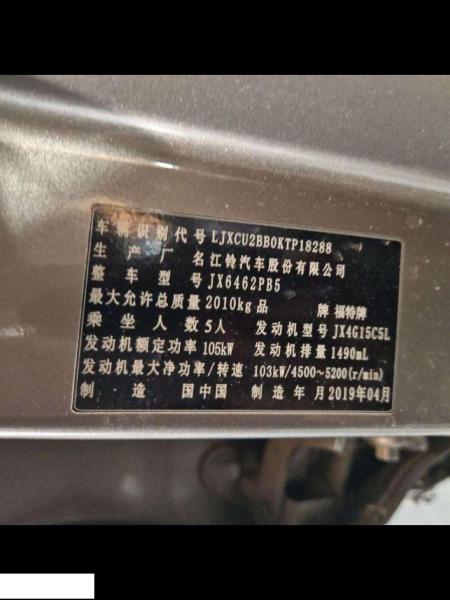 车辆识别代号 LJXCU2BB0KTP18288
生产厂名 江铃汽车股份有限公司
整车型号 JX6462PB5
最大允许总质量 2010kg 品牌 福特牌
乘坐人数 5人 发动机型号 JX4G15C5L
发动机额定功率 105kW 发动机排量 1490mL
发动机最大净功率/转速 103kW/4500~5200(r/min)
制造国 中国 制造年月 2019年04月